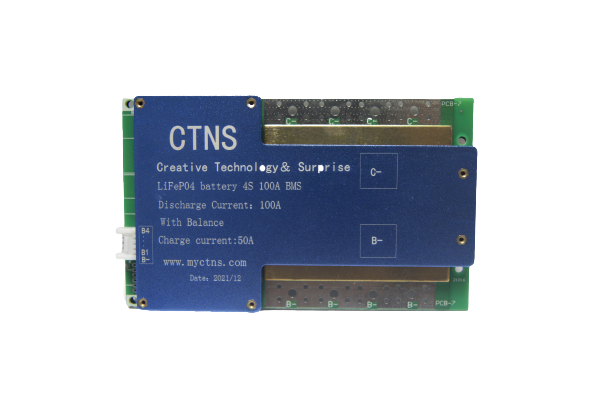 PCB-7
C- C- C- C-
CTNS
Creative Technology& Surprise
LiFePO4 battery 4S 100A BMS
C-
Discharge Current: 100A
With Balance
B4
B1
B-
Charge current:50A
B-
www.myctns.com
Date: 2021/12
B- B- B- B-
PCB-7